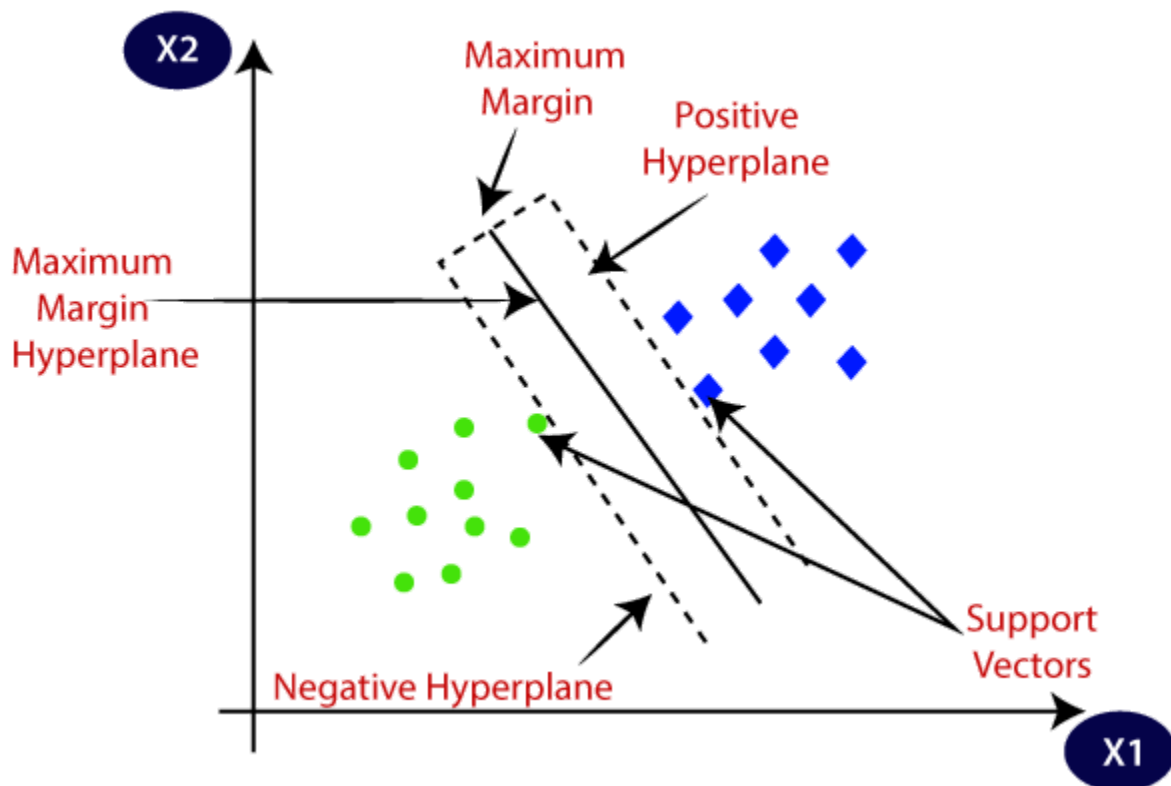 X2
Maximum
Margin
Positive
Hyperplane
Maximum
Margin
Hyperplane
Support
Vectors
Negative Hyperplane
X1